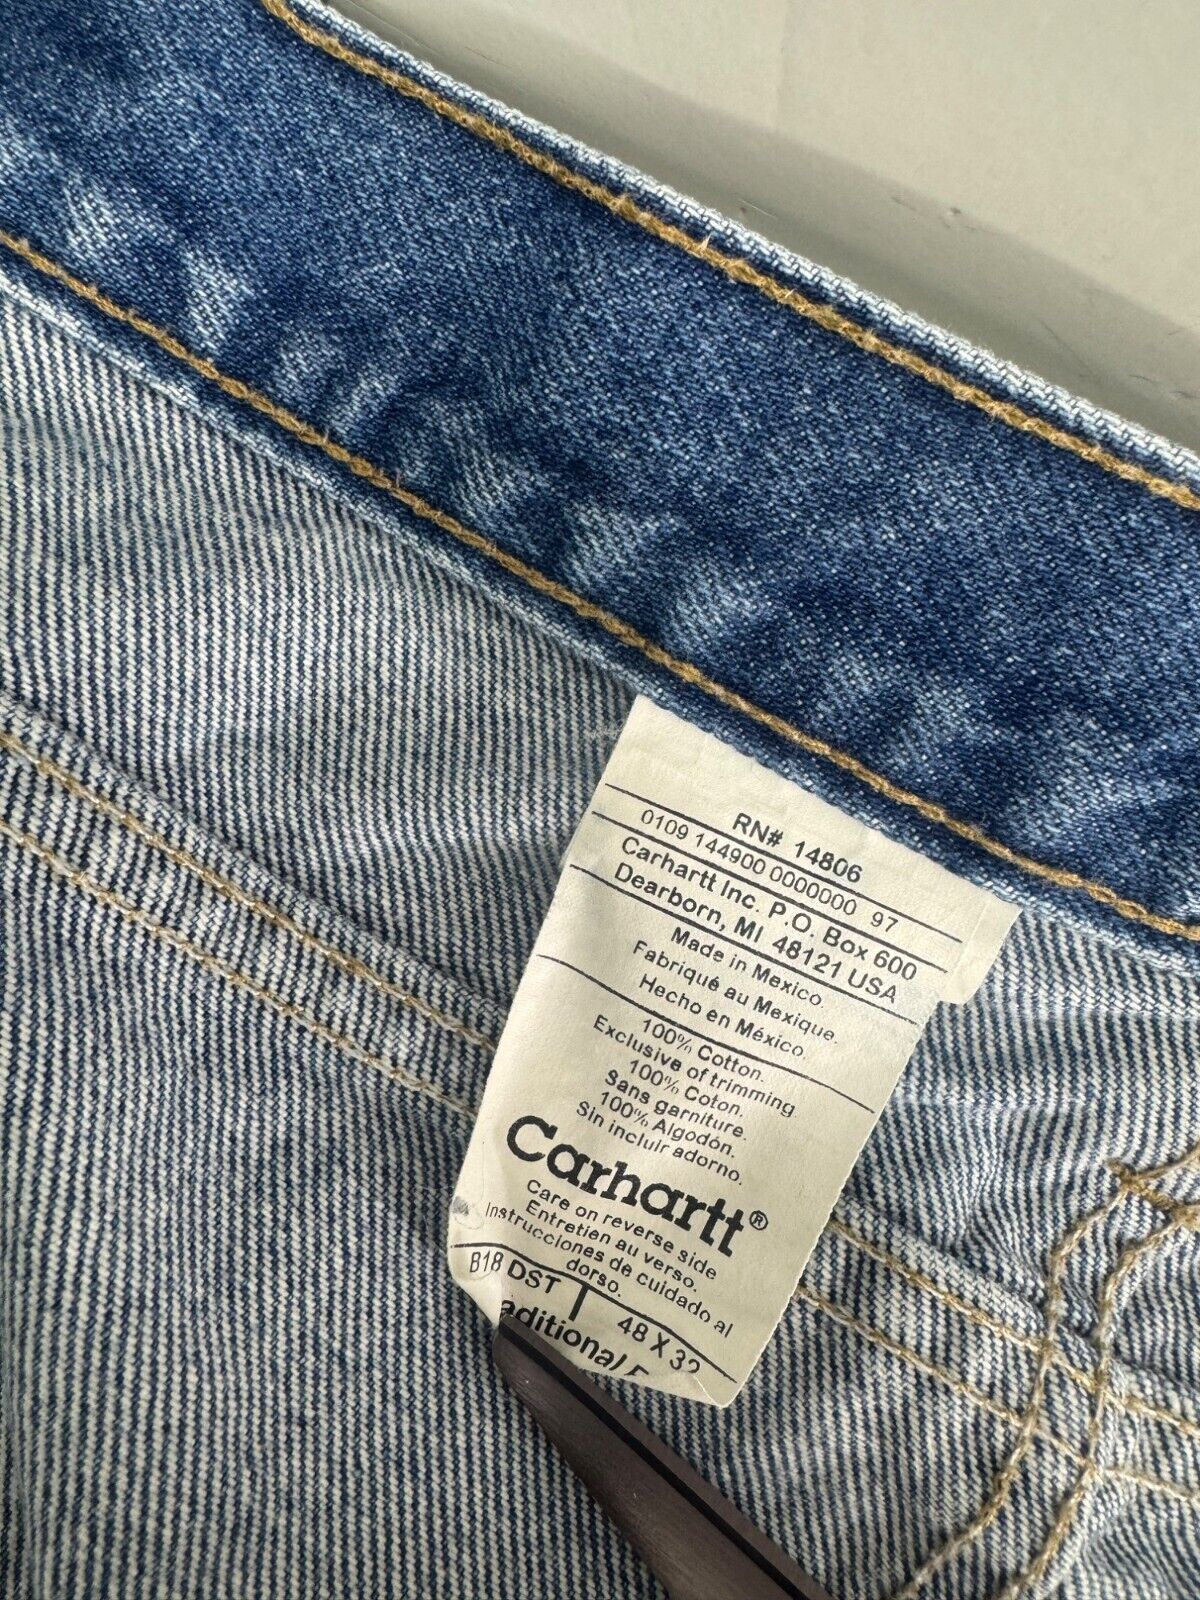 RN# 14806
0109 144900 0000000 97
Carhartt Inc. P.O. Box 600
Dearborn, MI 48121 USA
Made in Mexico.
Fabriqué au Mexique.
Hecho en México.
100% Cotton.
Exclusive of trimming
100% Coton.
Sans garniture.
100% Algodón.
Sin incluir adorno.
Carhartt®
Care on reverse side
Entretien au verso.
Instrucciones de cuidado al
dorso.
B18 DST 48 X 32
aditional F